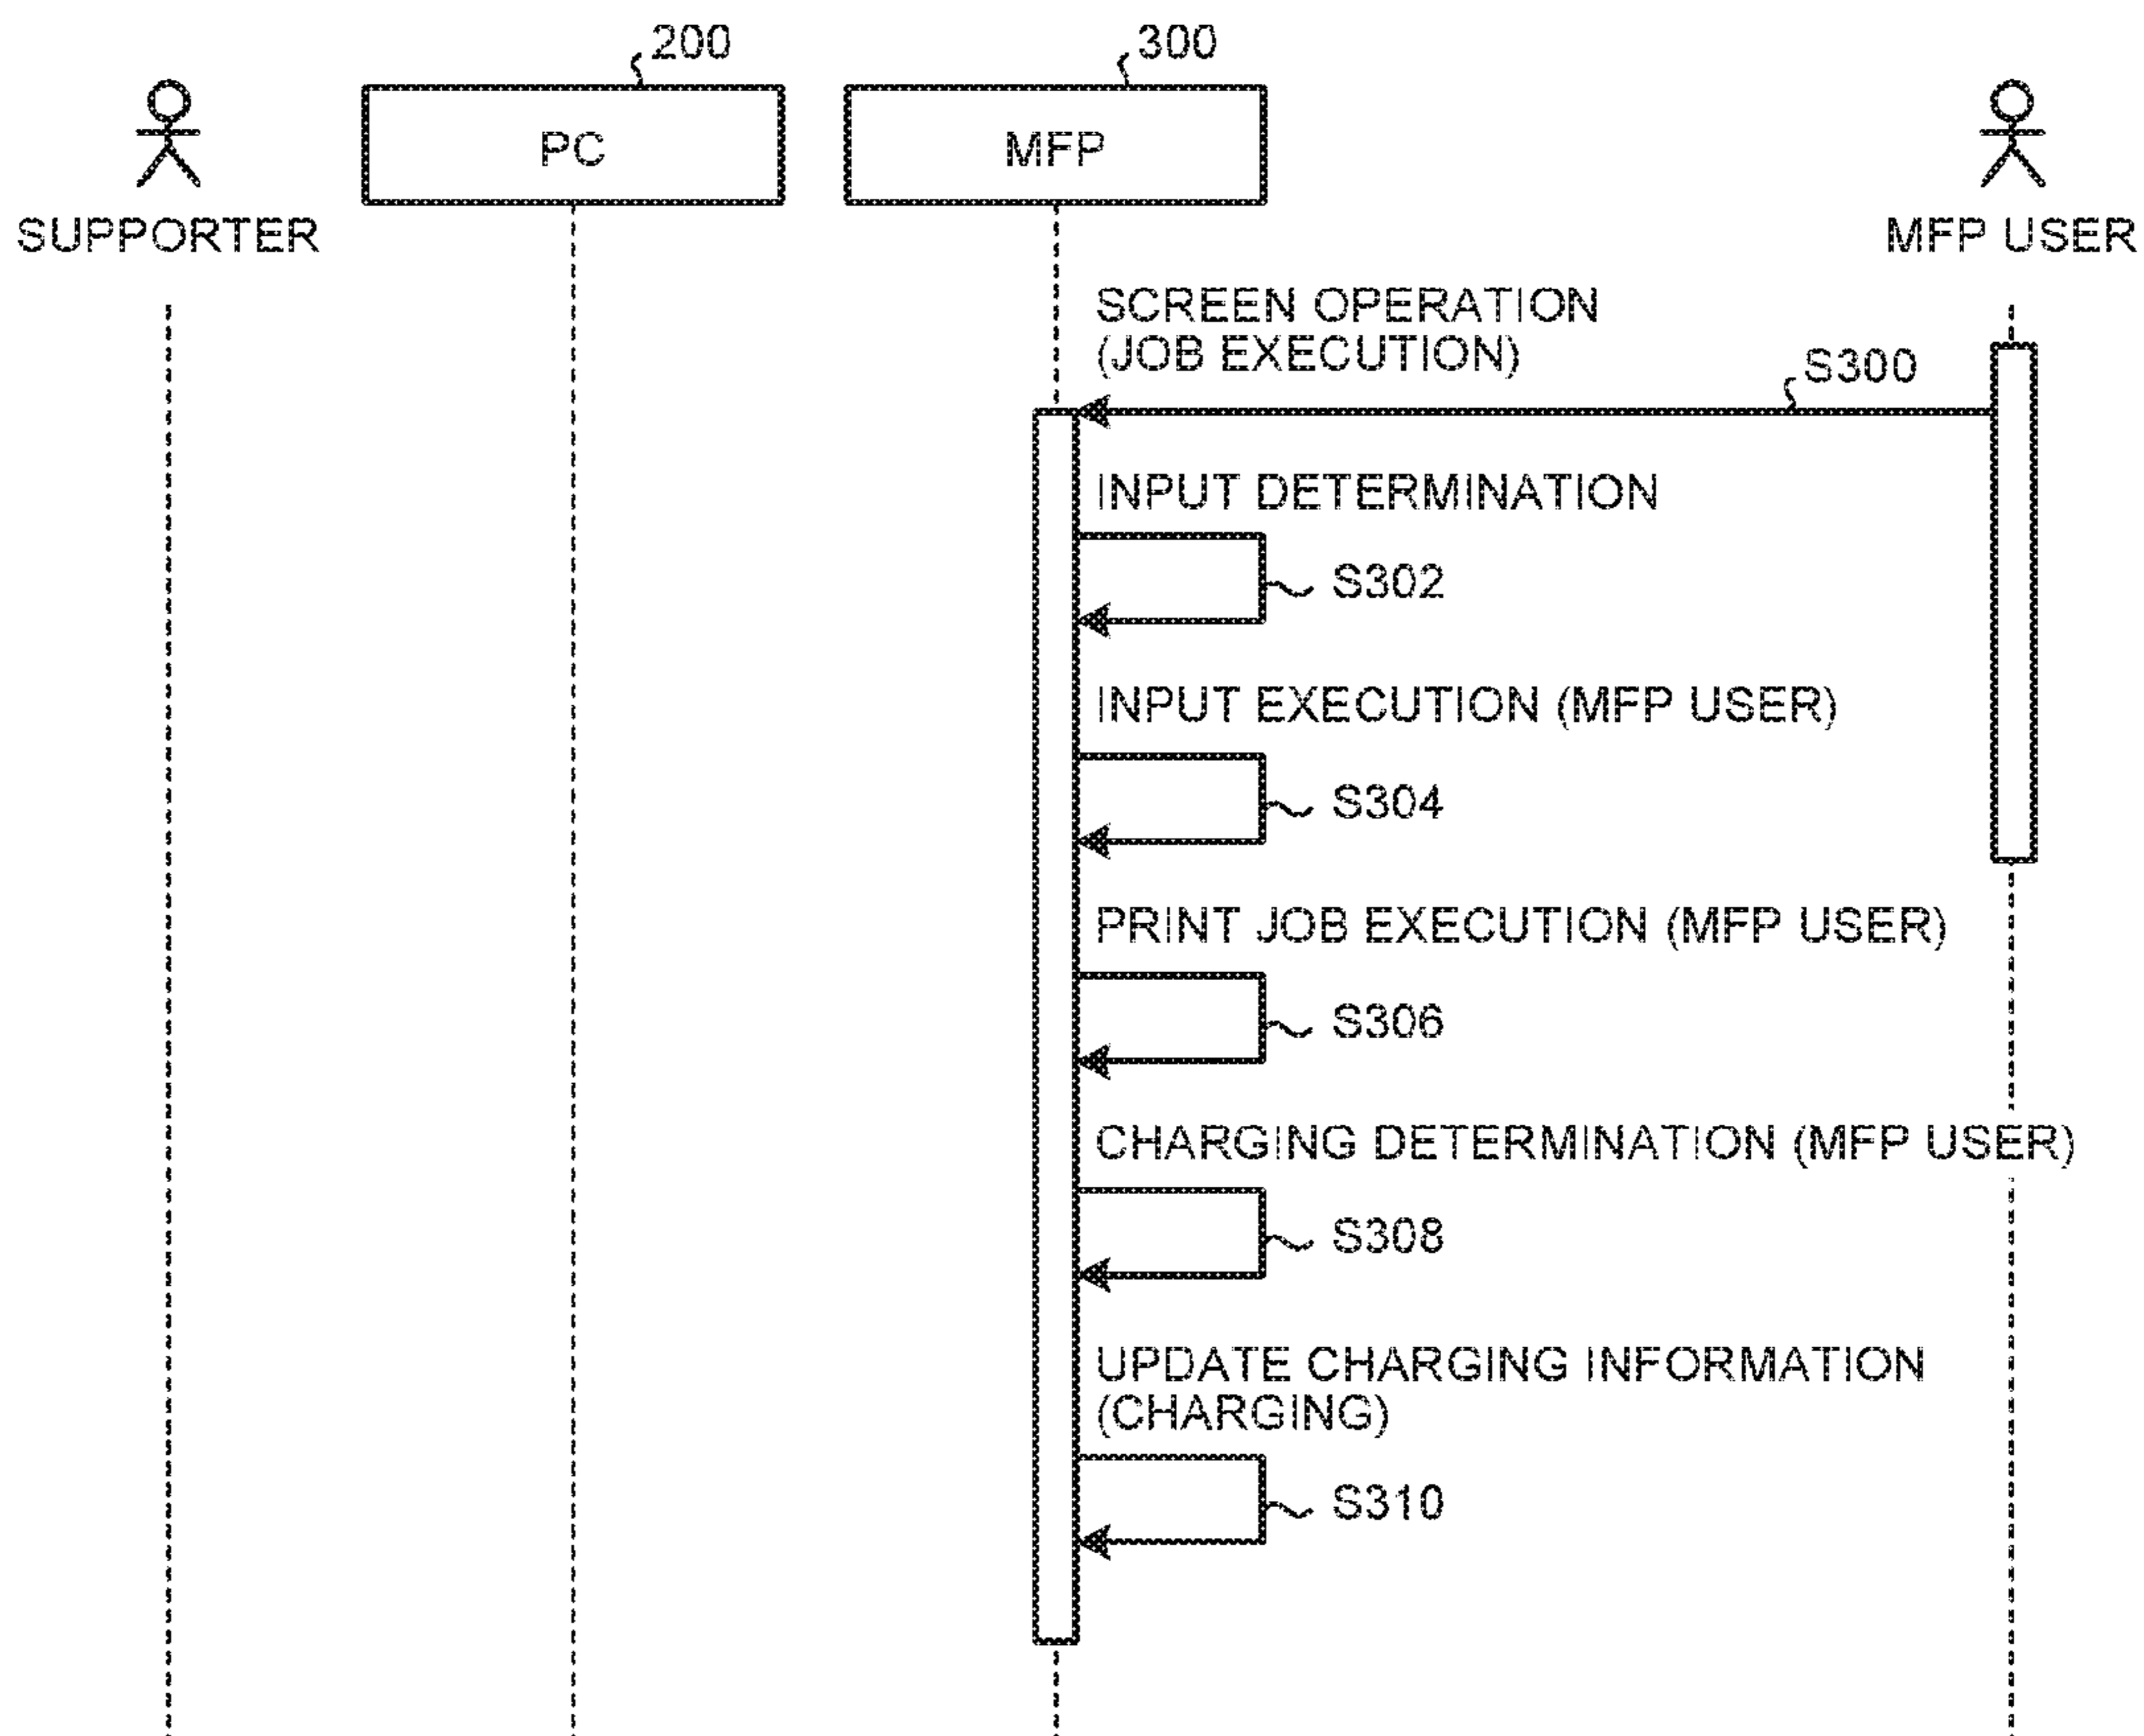 200
300
PC
MFP
SUPPORTER
MFP USER
SCREEN OPERATION
(JOB EXECUTION)
S300
INPUT DETERMINATION
S302
INPUT EXECUTION (MFP USER)
S304
PRINT JOB EXECUTION (MFP USER)
S306
CHARGING DETERMINATION (MFP USER)
S308
UPDATE CHARGING INFORMATION
(CHARGING)
S310